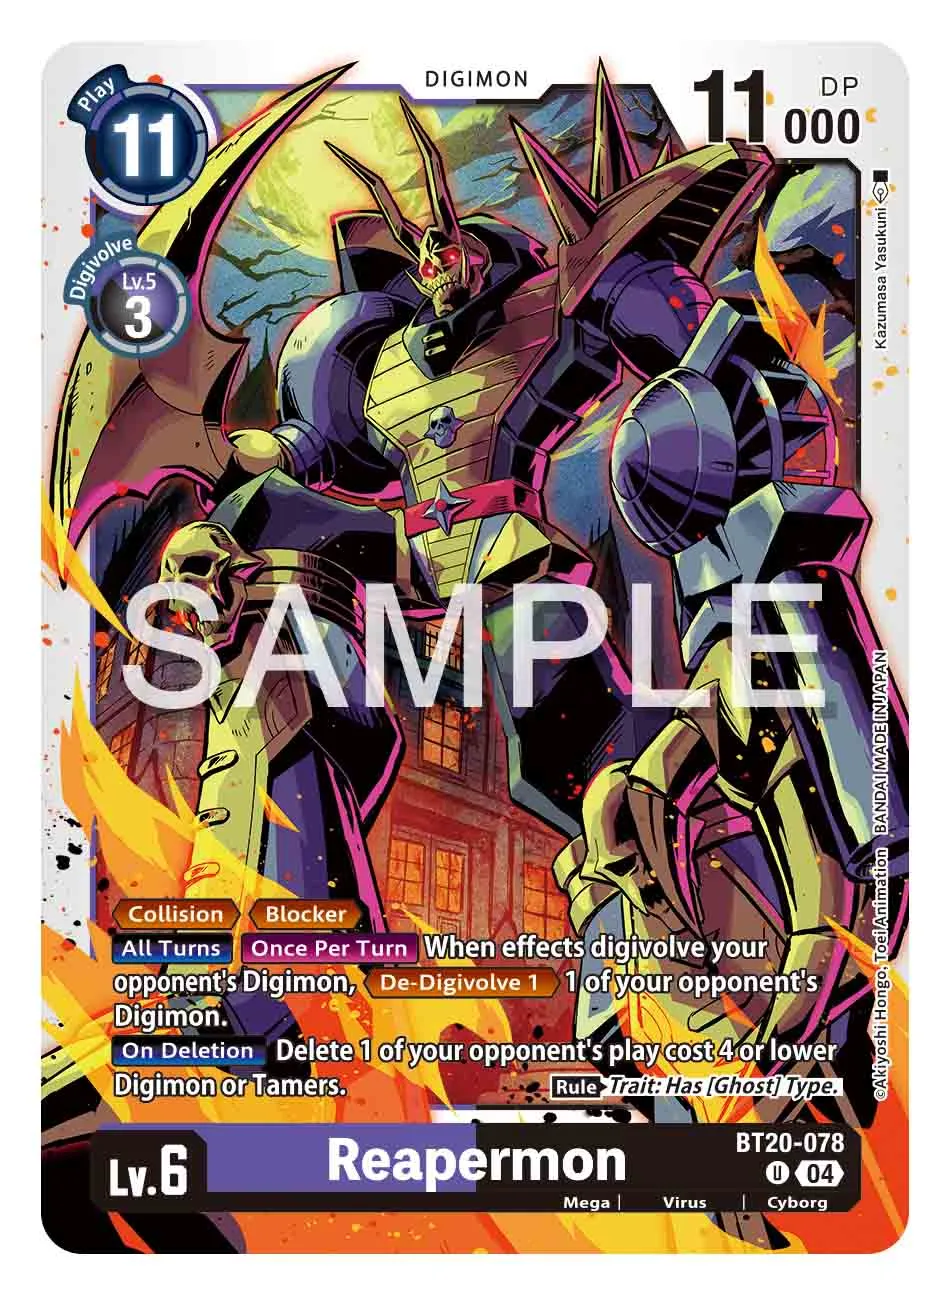 DIGIMON
Play
11
11000
DP
Digivolve
Lv.5
3
Kazumasa Yasukuni
SAMPLE
BANDAI MADE IN JAPAN
©Akiyoshi Hongo, Toei Animation
Collision Blocker
All Turns Once Per Turn When effects digivolve your
opponent's Digimon, De-Digivolve 1 1 of your opponent's
Digimon.
On Deletion Delete 1 of your opponent's play cost 4 or lower
Digimon or Tamers. Rule Trait: Has [Ghost] Type.
Lv.6
Reapermon
BT20-078
U 04
Mega | Virus | Cyborg